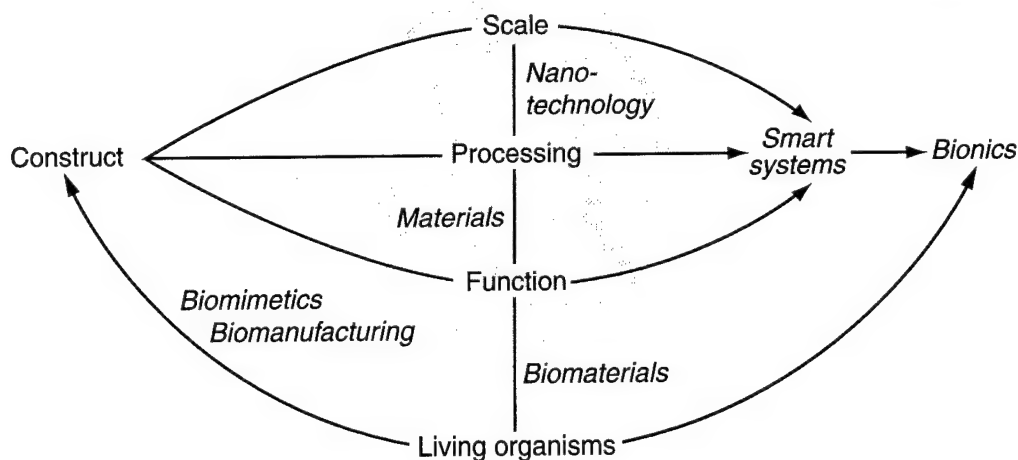 Scale
Nano-
technology
Construct
Processing
Smart
systems
Bionics
Materials
Function
Biomimetics
Biomanufacturing
Biomaterials
Living organisms